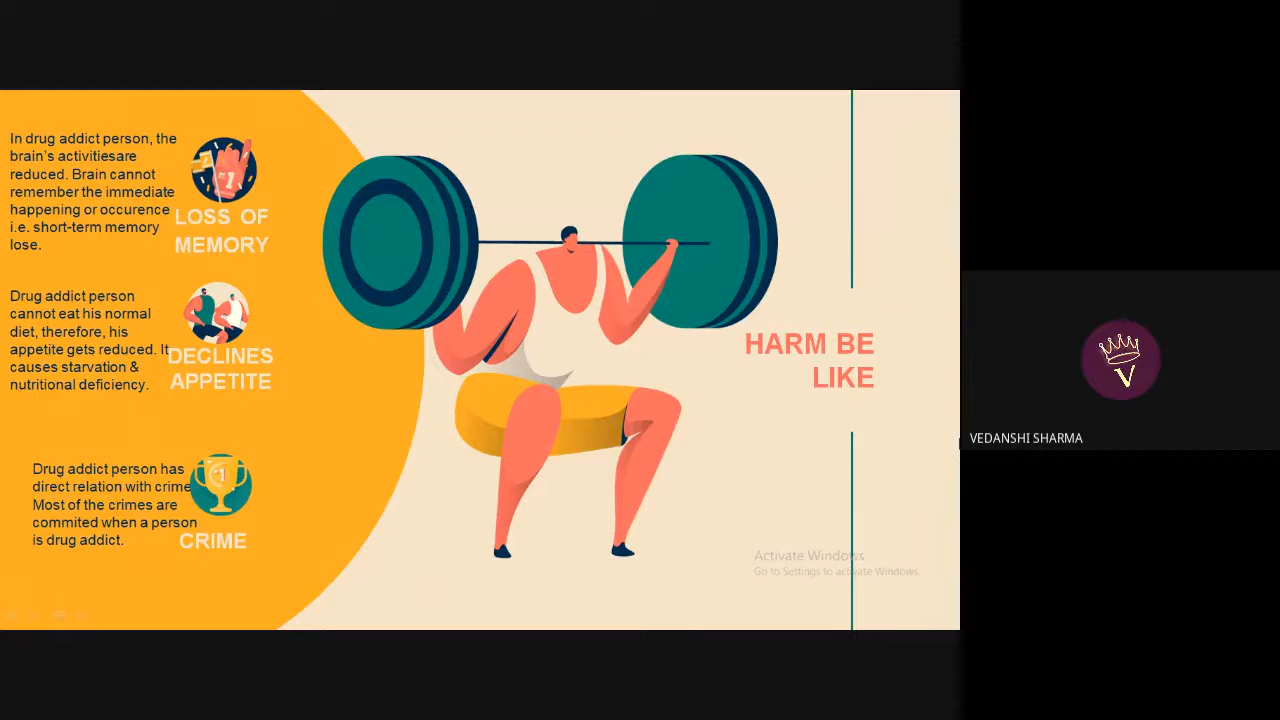 In drug addict person, the
brain's activitiesare
reduced. Brain cannot
remember the immediate
happening or occurence
i.e. short-term memory
lose.
#1
LOSS OF
MEMORY
Drug addict person
cannot eat his normal
diet, therefore, his
appetite gets reduced. It
causes starvation &
nutritional deficiency.
DECLINES
APPETITE
Drug addict person has
direct relation with crime
Most of the crimes are
commited when a person
is drug addict.
#1
CRIME
HARM BE
LIKE
Activate Windows
Go to Settings to activate Windows.
V
VEDANSHI SHARMA